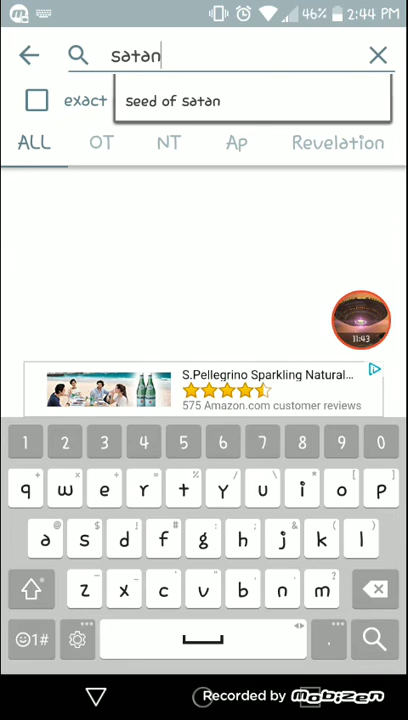 46% 2:44 PM
satan
exact
seed of satan
ALL OT NT Ap Revelation
11:43
S.Pellegrino Sparkling Natural...
575 Amazon.com customer reviews
1 2 3 4 5 6 7 8 9 0
q w e r t y u i o p
a s d f g h j k l
z x c v b n m
☺1# .
Recorded by mobizen